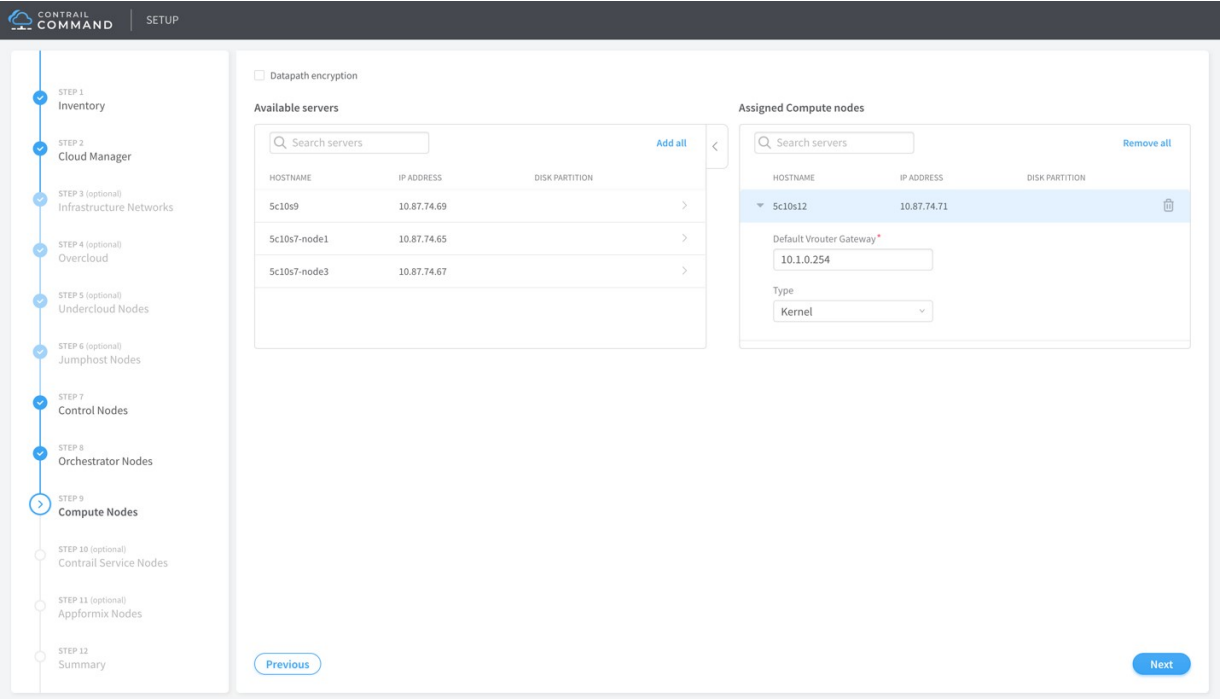 CONTRAIL
COMMAND
SETUP
STEP 1
Inventory
STEP 2
Cloud Manager
STEP 3 (optional)
Infrastructure Networks
STEP 4 (optional)
Overcloud
STEP 5 (optional)
Undercloud Nodes
STEP 6 (optional)
Jumphost Nodes
STEP 7
Control Nodes
STEP 8
Orchestrator Nodes
STEP 9
Compute Nodes
STEP 10 (optional)
Contrail Service Nodes
STEP 11 (optional)
Appformix Nodes
STEP 12
Summary
Datapath encryption
Available servers
Search servers Add all
HOSTNAME IP ADDRESS DISK PARTITION
5c10s9 10.87.74.69
5c10s7-node1 10.87.74.65
5c10s7-node3 10.87.74.67
Assigned Compute nodes
Search servers Remove all
HOSTNAME IP ADDRESS DISK PARTITION
5c10s12 10.87.74.71
Default Vrouter Gateway*
10.1.0.254
Type
Kernel
Previous Next